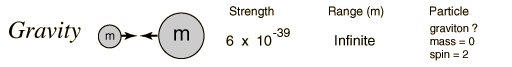 Strength Range (m) Particle
Gravity m m 6 x 10⁻³⁹ Infinite graviton ?
mass = 0
spin = 2